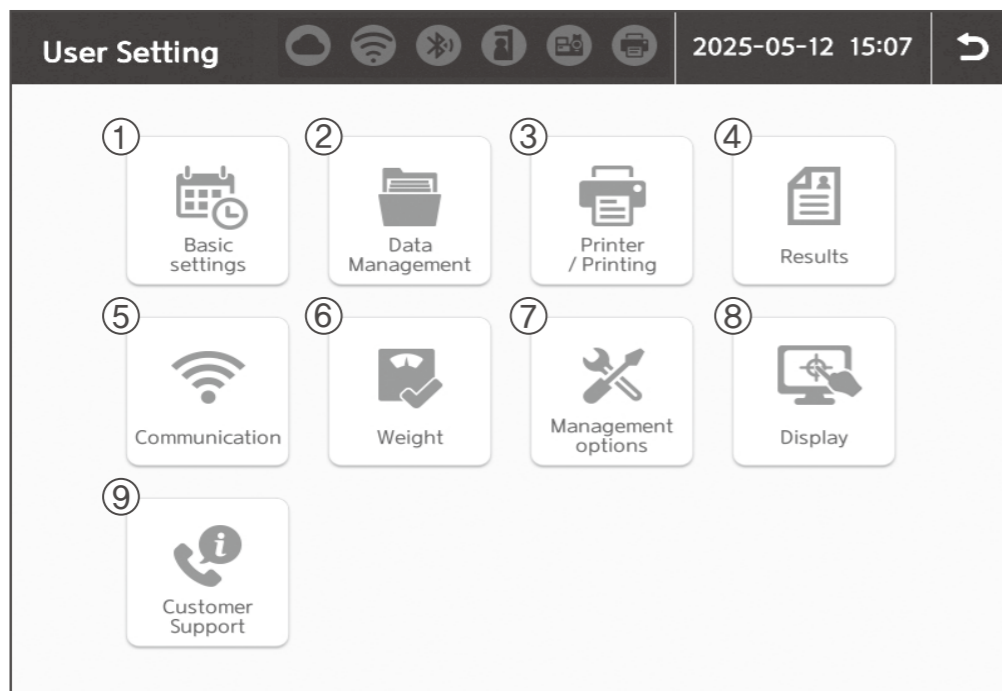 User Setting
2025-05-12 15:07
①
②
③
④
Basic
settings
Data
Management
Printer
/ Printing
Results
⑤
⑥
⑦
⑧
Communication
Weight
Management
options
Display
⑨
i
Customer
Support